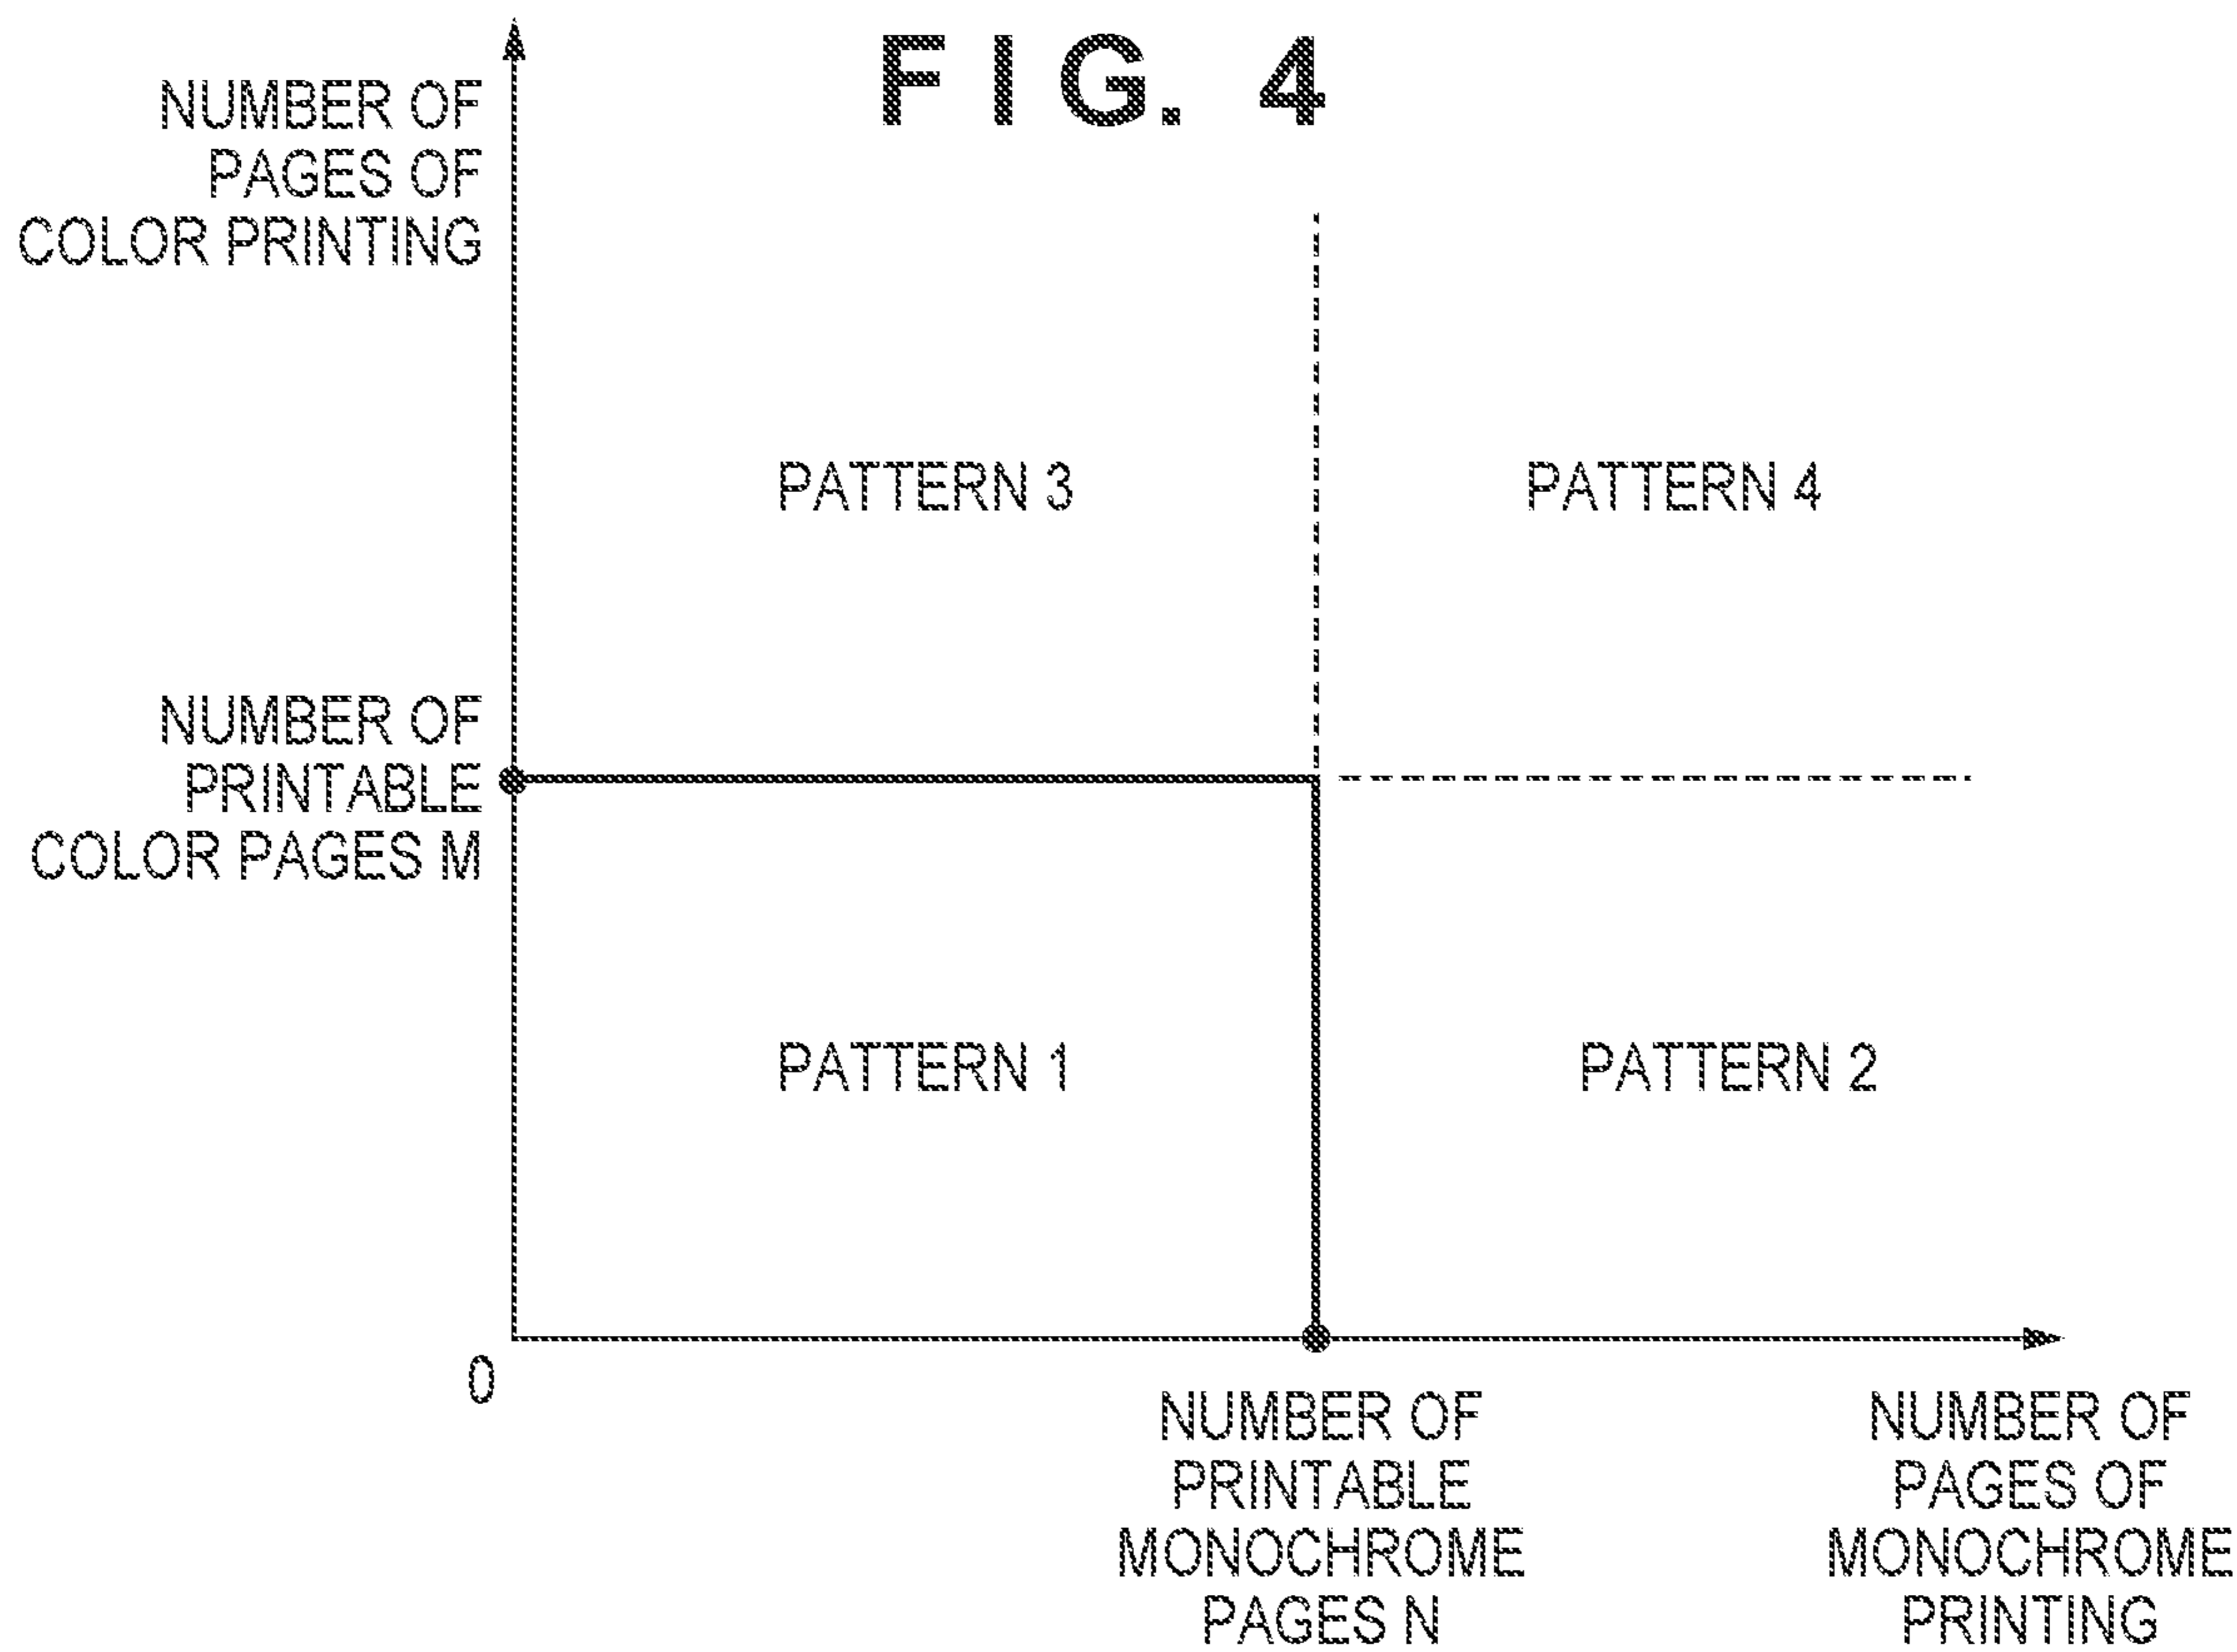 FIG. 4
NUMBER OF
PAGES OF
COLOR PRINTING
PATTERN 3
PATTERN 4
NUMBER OF
PRINTABLE
COLOR PAGES M
PATTERN 1
PATTERN 2
0
NUMBER OF
PRINTABLE
MONOCHROME
PAGES N
NUMBER OF
PAGES OF
MONOCHROME
PRINTING